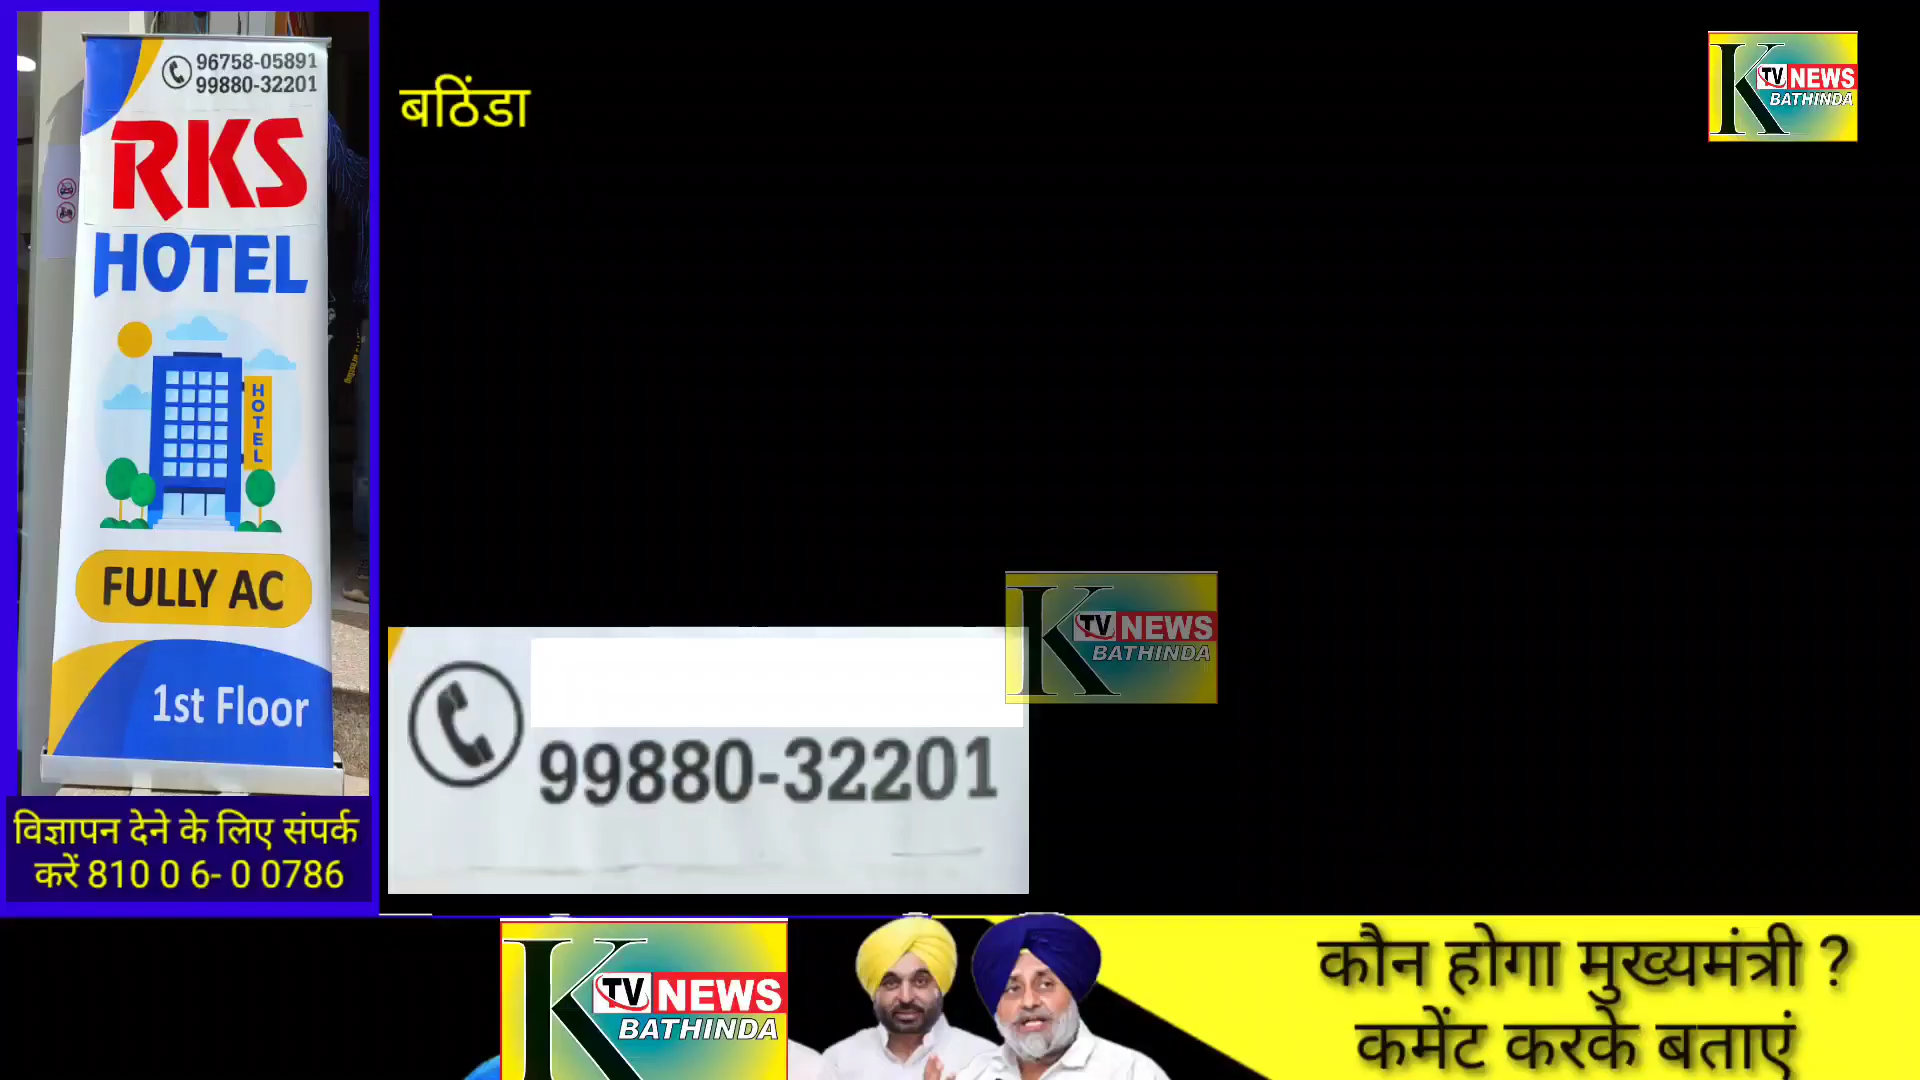 96758-05891
99880-32201
RKS
HOTEL
HOTEL
FULLY AC
1st Floor
विज्ञापन देने के लिए संपर्क
करें 810 0 6- 0 0786
बठिंडा
K TV NEWS
BATHINDA
K TV NEWS
BATHINDA
99880-32201
K TV NEWS
BATHINDA
कौन होगा मुख्यमंत्री ?
कमेंट करके बताएं